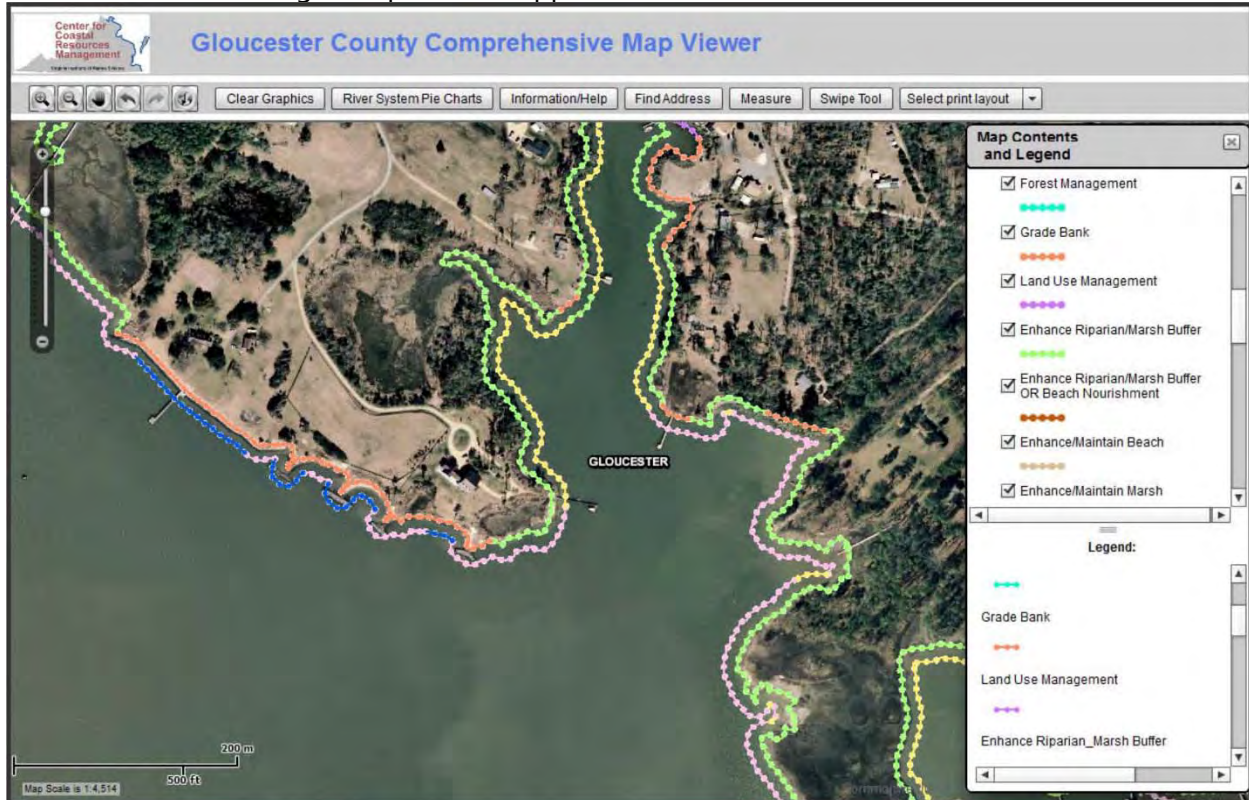 Center for
Coastal
Resources
Management
Gloucester County Comprehensive Map Viewer
Clear Graphics
River System Pie Charts
Information/Help
Find Address
Measure
Swipe Tool
Select print layout
Map Contents
and Legend
Forest Management
Grade Bank
Land Use Management
Enhance Riparian/Marsh Buffer
Enhance Riparian/Marsh Buffer
OR Beach Nourishment
Enhance/Maintain Beach
Enhance/Maintain Marsh
Legend:
Grade Bank
Land Use Management
Enhance Riparian_Marsh Buffer
GLOUCESTER
200 m
500 ft
Map Scale is 1:4,514